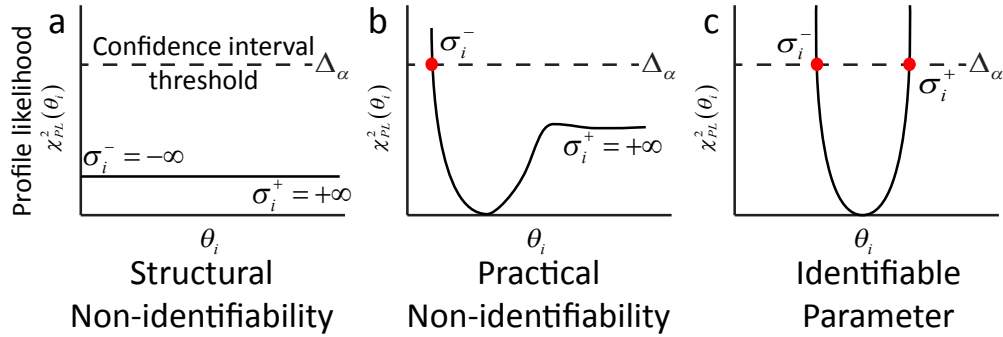 a
Confidence interval
threshold
Δα
σi− = −∞
σi+ = +∞
Profile likelihood
χ²PL(θi)
θi
Structural
Non-identifiability
b
σi−
Δα
σi+ = +∞
χ²PL(θi)
θi
Practical
Non-identifiability
c
σi−
Δα
σi+
χ²PL(θi)
θi
Identifiable
Parameter